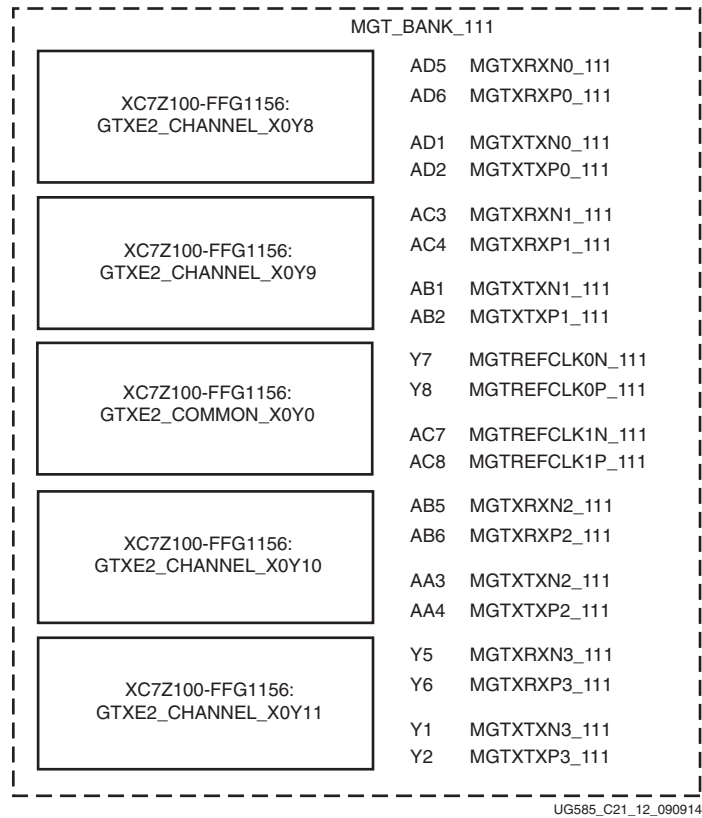 MGT_BANK_111
XC7Z100-FFG1156:
GTXE2_CHANNEL_X0Y8
AD5 MGTXRXN0_111
AD6 MGTXRXP0_111
AD1 MGTXTXN0_111
AD2 MGTXTXP0_111
XC7Z100-FFG1156:
GTXE2_CHANNEL_X0Y9
AC3 MGTXRXN1_111
AC4 MGTXRXP1_111
AB1 MGTXTXN1_111
AB2 MGTXTXP1_111
XC7Z100-FFG1156:
GTXE2_COMMON_X0Y0
Y7 MGTREFCLK0N_111
Y8 MGTREFCLK0P_111
AC7 MGTREFCLK1N_111
AC8 MGTREFCLK1P_111
XC7Z100-FFG1156:
GTXE2_CHANNEL_X0Y10
AB5 MGTXRXN2_111
AB6 MGTXRXP2_111
AA3 MGTXTXN2_111
AA4 MGTXTXP2_111
XC7Z100-FFG1156:
GTXE2_CHANNEL_X0Y11
Y5 MGTXRXN3_111
Y6 MGTXRXP3_111
Y1 MGTXTXN3_111
Y2 MGTXTXP3_111
UG585_C21_12_090914